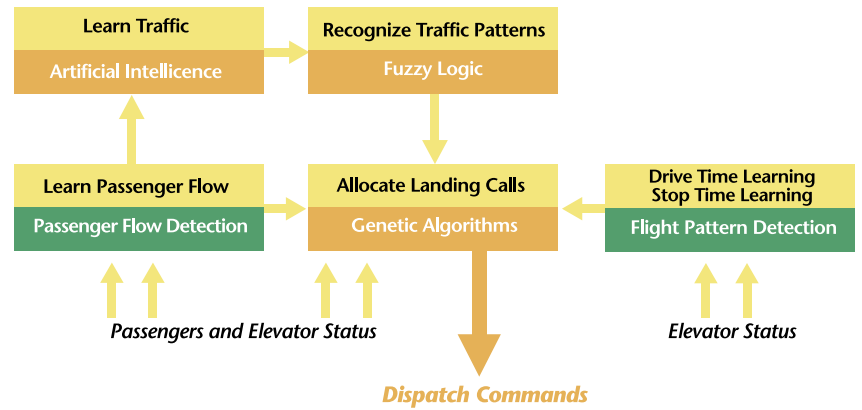 Learn Traffic
Artificial Intellicence
Recognize Traffic Patterns
Fuzzy Logic
Learn Passenger Flow
Passenger Flow Detection
Allocate Landing Calls
Genetic Algorithms
Drive Time Learning
Stop Time Learning
Flight Pattern Detection
Passengers and Elevator Status
Elevator Status
Dispatch Commands